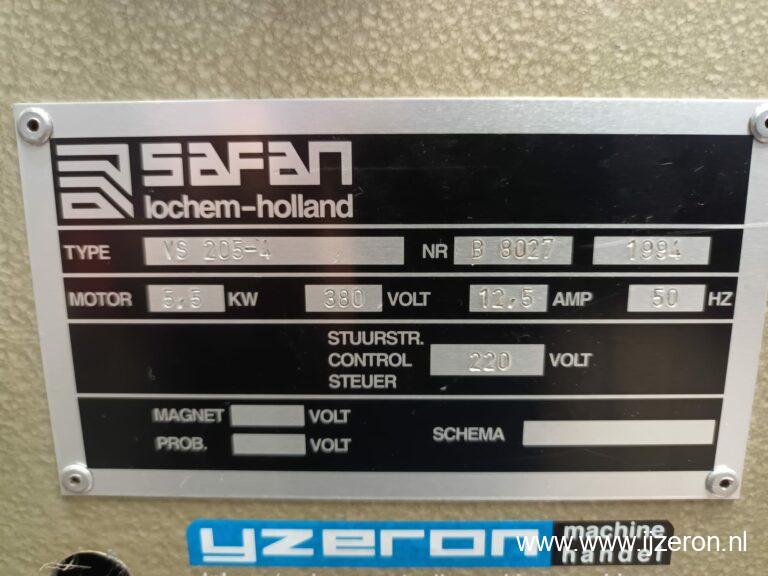 SAFAN
lochem-holland
TYPE VS 205-4 NR B 8027 1994
MOTOR 5,5 KW 380 VOLT 12,5 AMP 50 HZ
STUURSTR.
CONTROL 220 VOLT
STEUER
MAGNET VOLT
PROB. VOLT
SCHEMA
yzeron machine
handel
www.ijzeron.nl